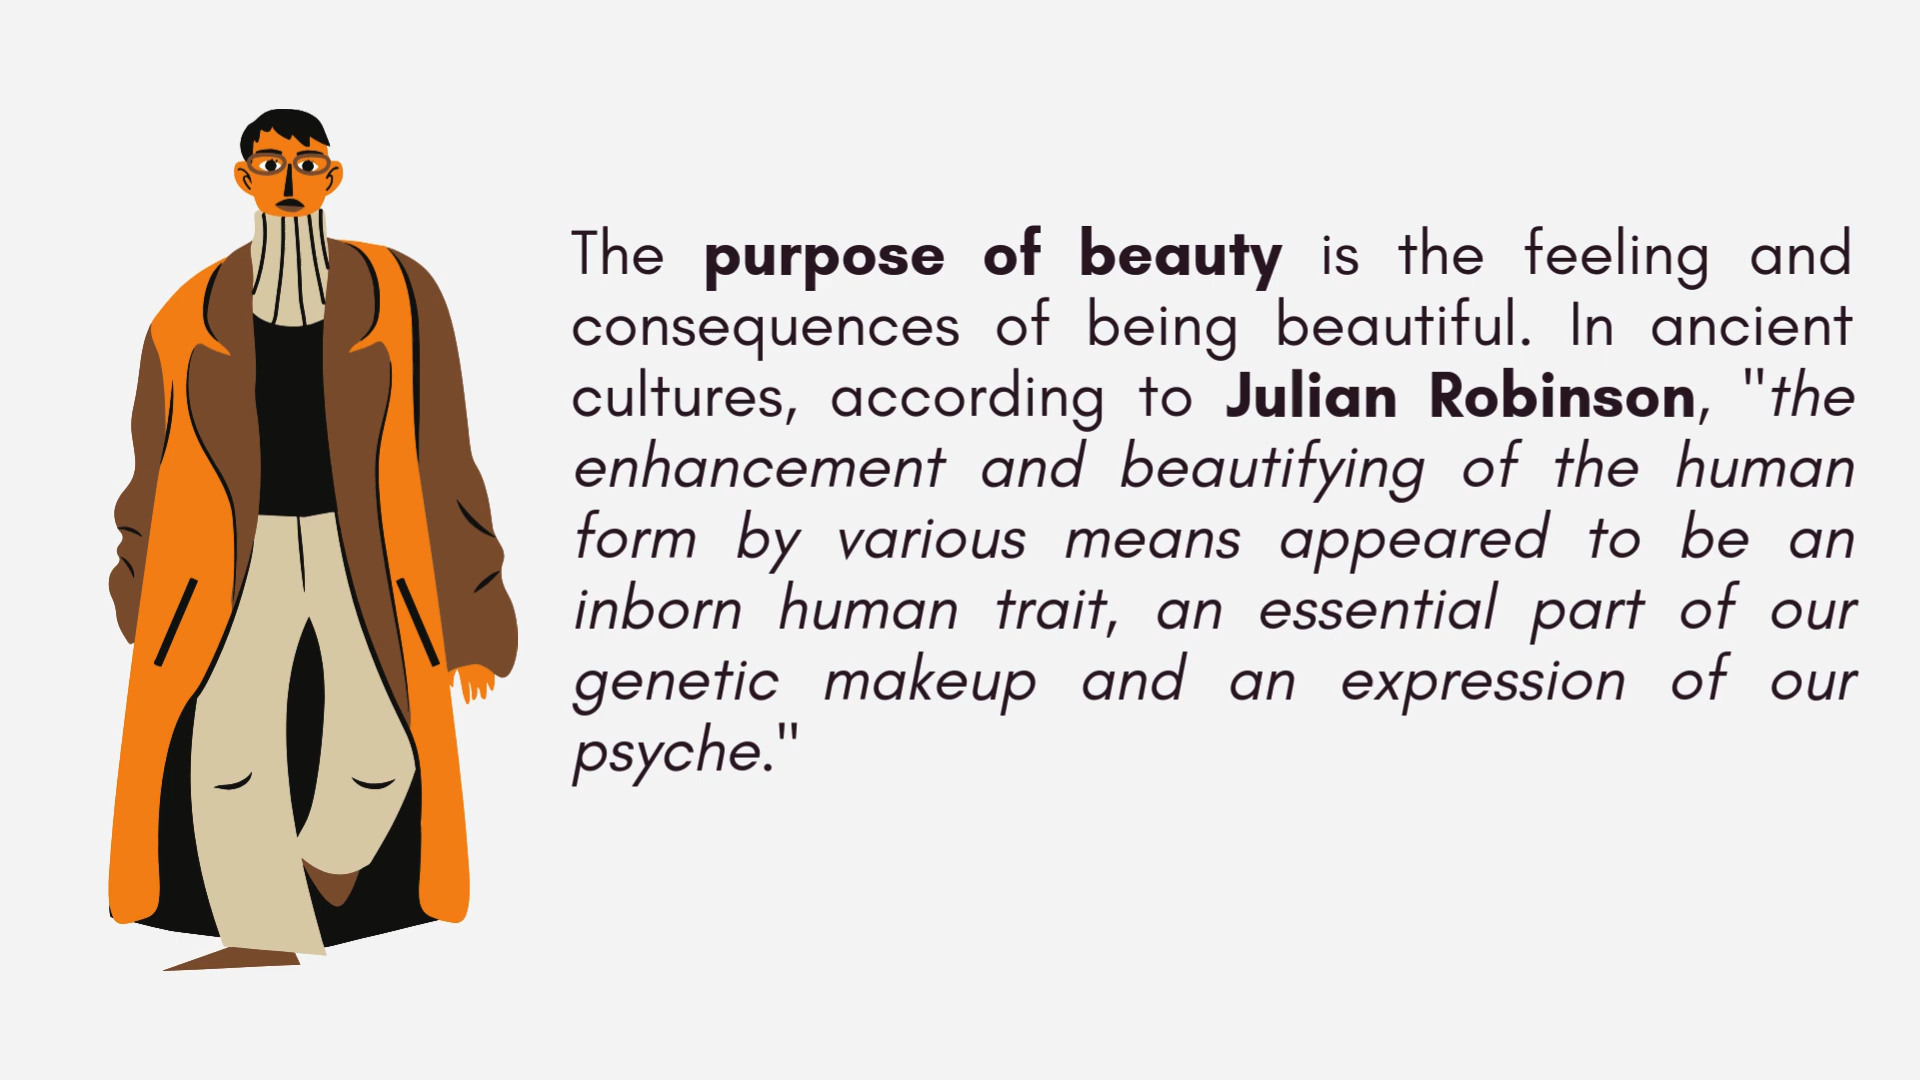 The purpose of beauty is the feeling and
consequences of being beautiful. In ancient
cultures, according to Julian Robinson, "the
enhancement and beautifying of the human
form by various means appeared to be an
inborn human trait, an essential part of our
genetic makeup and an expression of our
psyche."